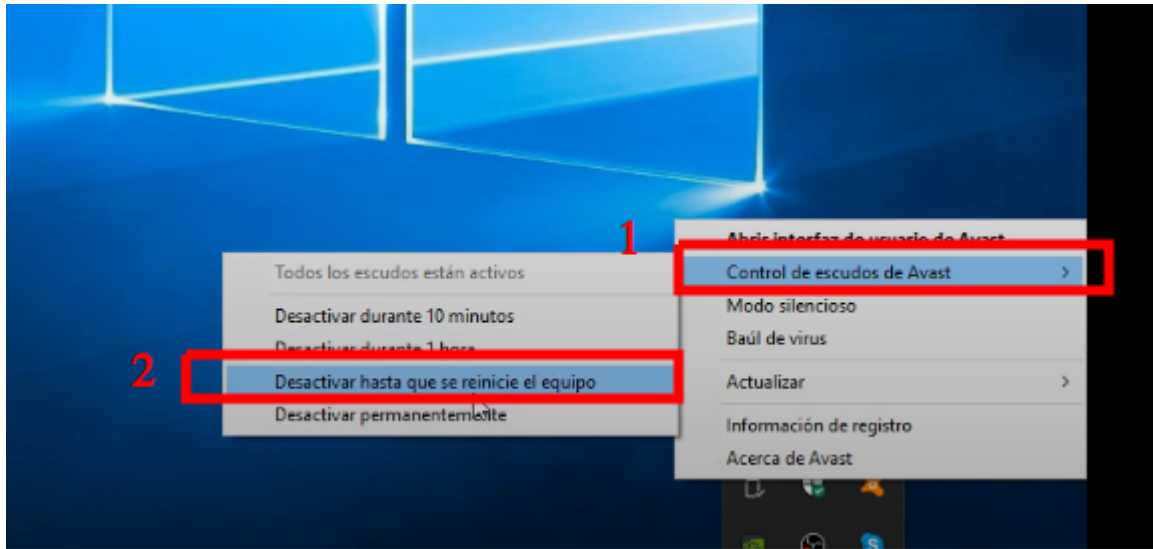 1
Abrir interfaz de usuario de Avast
Control de escudos de Avast
Modo silencioso
Baúl de virus
Actualizar
Información de registro
Acerca de Avast
2
Todos los escudos están activos
Desactivar durante 10 minutos
Desactivar durante 1 hora
Desactivar hasta que se reinicie el equipo
Desactivar permanentemente